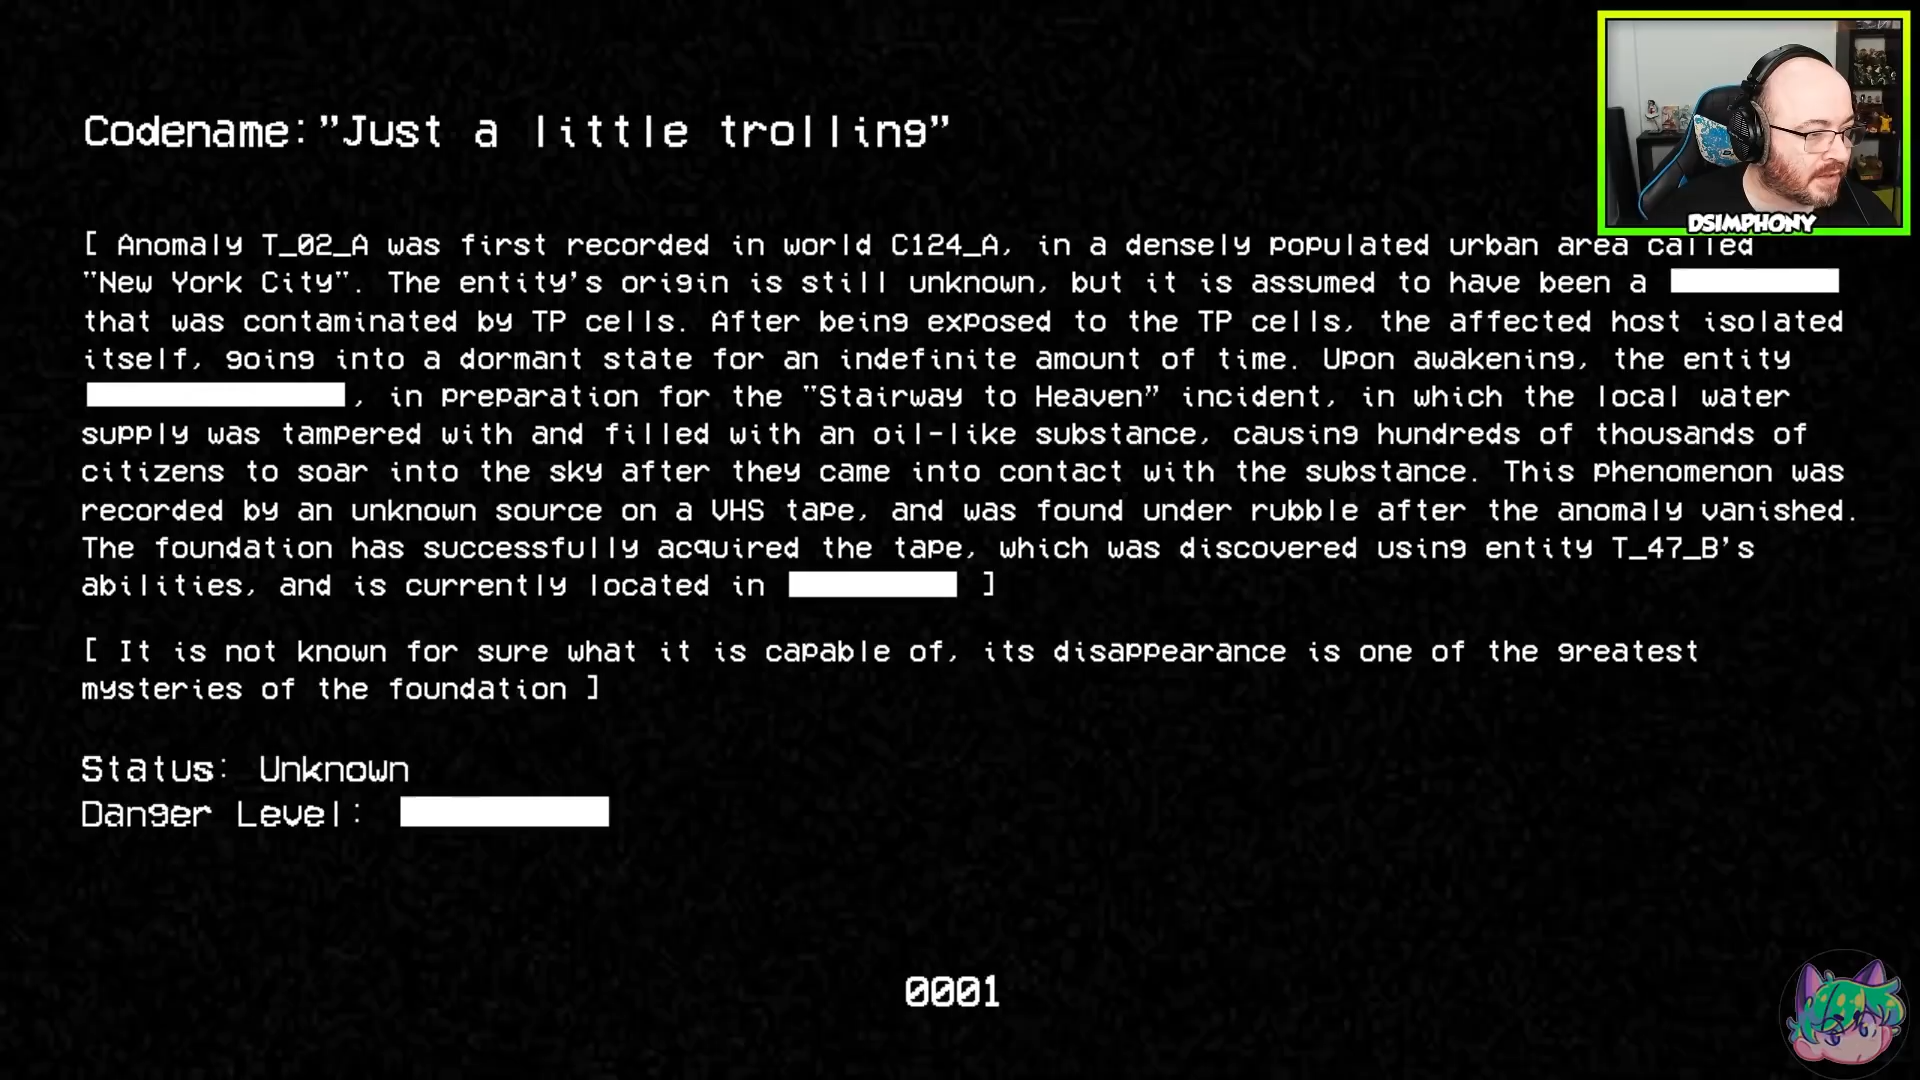 Codename:"Just a little trolling"
DSIMPHONY
[ Anomaly T_02_A was first recorded in world C124_A, in a densely populated urban area called
"New York City". The entity's origin is still unknown, but it is assumed to have been a
that was contaminated by TP cells. After being exposed to the TP cells, the affected host isolated
itself, going into a dormant state for an indefinite amount of time. Upon awakening, the entity
, in preparation for the "Stairway to Heaven" incident, in which the local water
supply was tampered with and filled with an oil-like substance, causing hundreds of thousands of
citizens to soar into the sky after they came into contact with the substance. This phenomenon was
recorded by an unknown source on a VHS tape, and was found under rubble after the anomaly vanished.
The foundation has successfully acquired the tape, which was discovered using entity T_47_B's
abilities, and is currently located in ]
[ It is not known for sure what it is capable of, its disappearance is one of the greatest
mysteries of the foundation ]
Status: Unknown
Danger Level:
0001